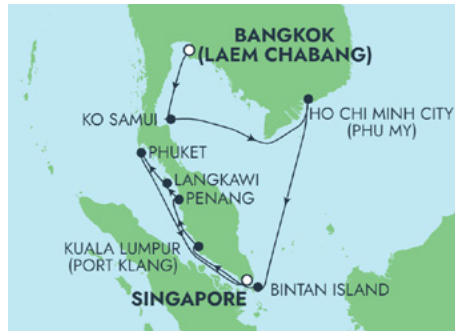 BANGKOK
(LAEM CHABANG)
HO CHI MINH CITY
(PHU MY)
KO SAMUI
PHUKET
LANGKAWI
PENANG
KUALA LUMPUR
(PORT KLANG)
SINGAPORE
BINTAN ISLAND